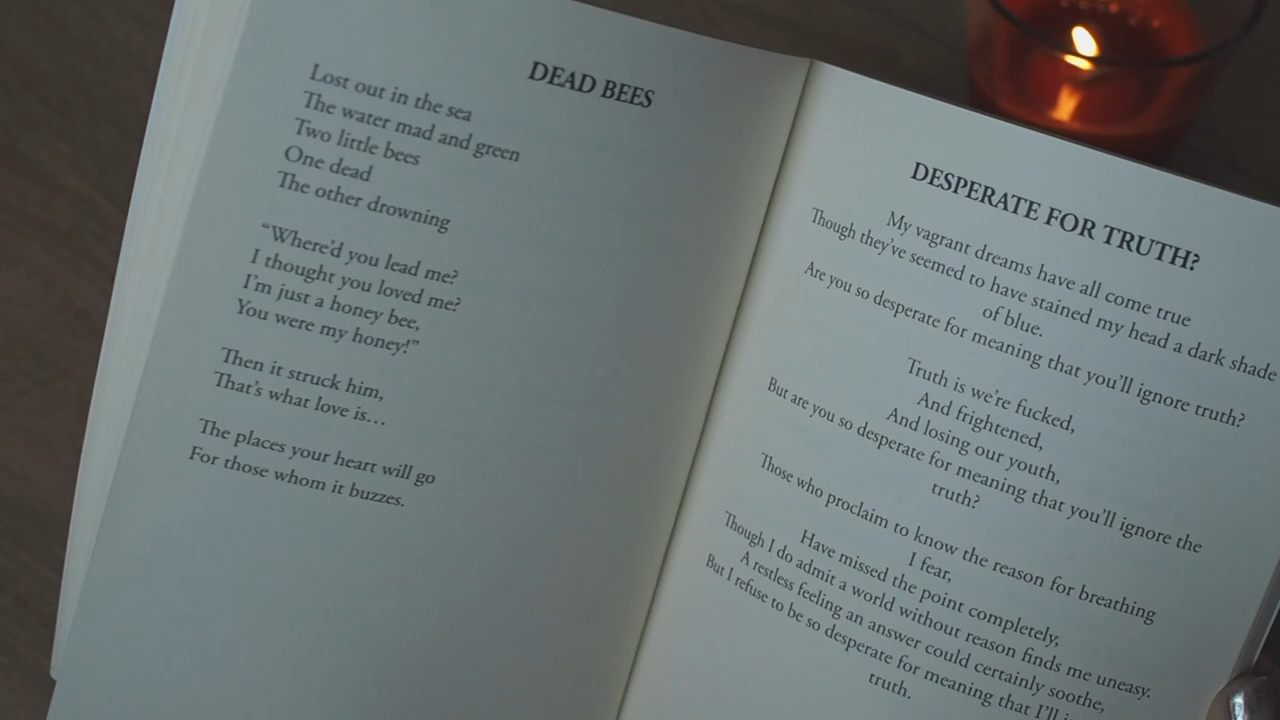 DEAD BEES
Lost out in the sea
The water mad and green
Two little bees
One dead
The other drowning
“Where’d you lead me?
I thought you loved me?
I’m just a honey bee,
You were my honey!”
Then it struck him,
That’s what love is…
The places your heart will go
For those whom it buzzes.
DESPERATE FOR TRUTH?
My vagrant dreams have all come true
Though they’ve seemed to have stained my head a dark shade
of blue.
Are you so desperate for meaning that you’ll ignore truth?
Truth is we’re fucked,
And frightened,
And losing our youth,
But are you so desperate for meaning that you’ll ignore the
truth?
Those who proclaim to know the reason for breathing
I fear,
Have missed the point completely,
Though I do admit a world without reason finds me uneasy.
A restless feeling an answer could certainly soothe,
But I refuse to be so desperate for meaning that I’ll
truth.